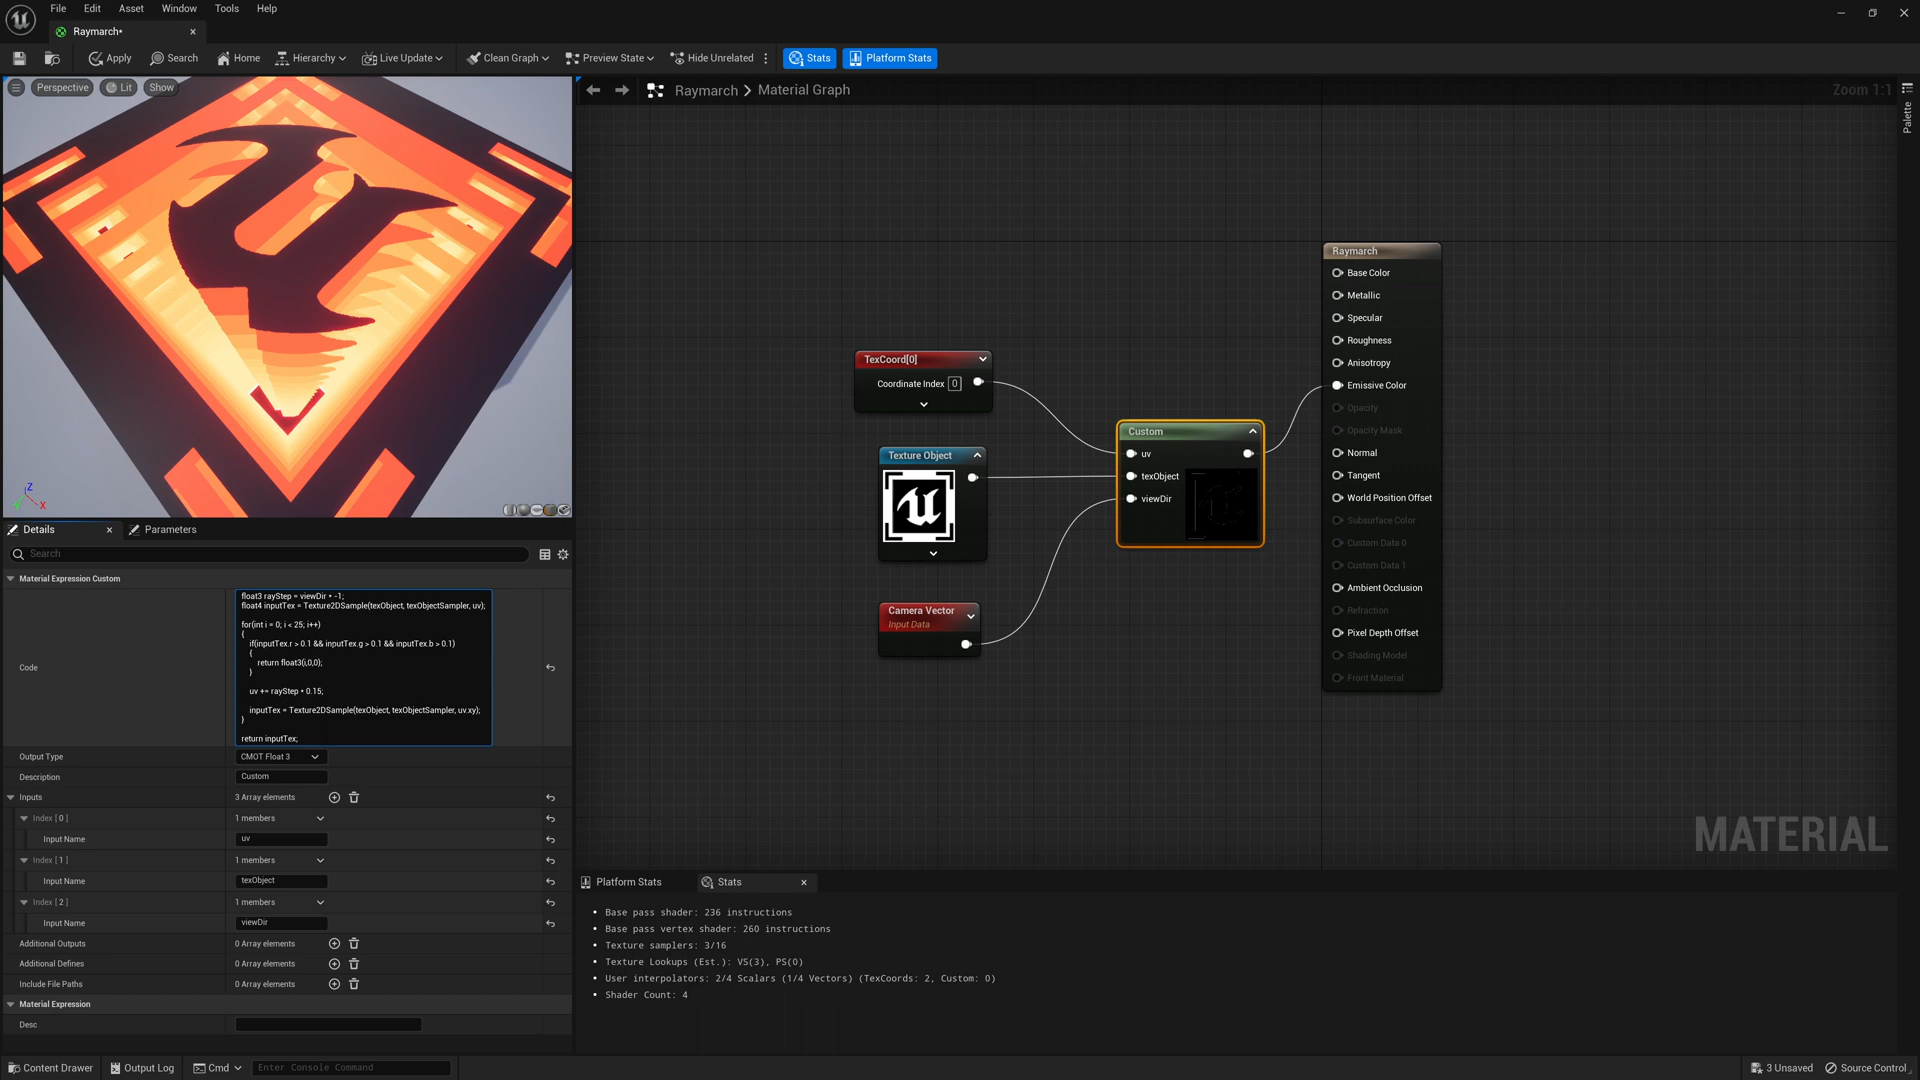 File Edit Asset Window Tools Help
Raymarch•
Apply Search Home Hierarchy Live Update Clean Graph Preview State Hide Unrelated Stats Platform Stats
Perspective Lit Show
Raymarch > Material Graph
Zoom 1:1
Palette
Z
X
TexCoord[0]
Coordinate Index 0
Texture Object
Camera Vector
Input Data
Custom
uv
texObject
viewDir
Raymarch
Base Color
Metallic
Specular
Roughness
Anisotropy
Emissive Color
Opacity
Opacity Mask
Normal
Tangent
World Position Offset
Subsurface Color
Custom Data 0
Custom Data 1
Ambient Occlusion
Refraction
Pixel Depth Offset
Shading Model
Front Material
MATERIAL
Details Parameters
Search
Material Expression Custom
Code
float3 rayStep = viewDir * -1;
float4 inputTex = Texture2DSample(texObject, texObjectSampler, uv);
for(int i = 0; i < 25; i++)
{
if(inputTex.r > 0.1 && inputTex.g > 0.1 && inputTex.b > 0.1)
{
return float3(i,0,0);
}
uv += rayStep * 0.15;
inputTex = Texture2DSample(texObject, texObjectSampler, uv.xy);
}
return inputTex;
Output Type CMOT Float 3
Description Custom
Inputs 3 Array elements
Index [ 0 ] 1 members
Input Name uv
Index [ 1 ] 1 members
Input Name texObject
Index [ 2 ] 1 members
Input Name viewDir
Additional Outputs 0 Array elements
Additional Defines 0 Array elements
Include File Paths 0 Array elements
Material Expression
Desc
Platform Stats Stats
• Base pass shader: 236 instructions
• Base pass vertex shader: 260 instructions
• Texture samplers: 3/16
• Texture Lookups (Est.): VS(3), PS(0)
• User interpolators: 2/4 Scalars (1/4 Vectors) (TexCoords: 2, Custom: 0)
• Shader Count: 4
Content Drawer Output Log Cmd Enter Console Command 3 Unsaved Source Control